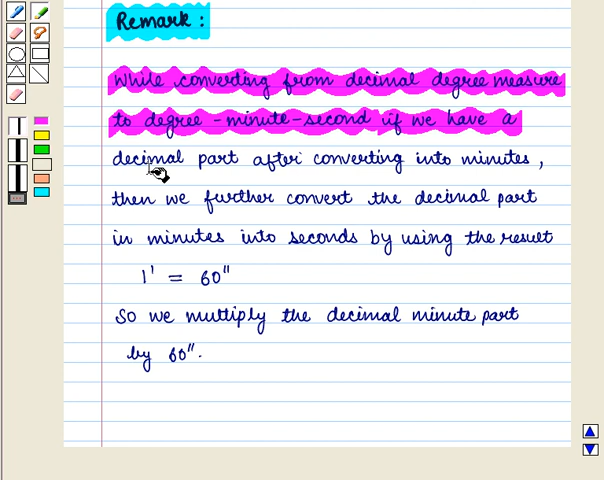 Remark :
While converting from decimal degree measure
to degree - minute - second if we have a
decimal part after converting into minutes ,
then we further convert the decimal part
in minutes into seconds by using the result
1' = 60"
So we multiply the decimal minute part
by 60".